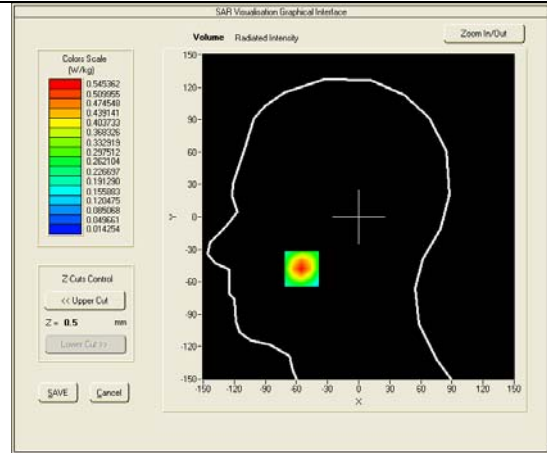 SAR Visualisation Graphical Interface
Volume Radiated Intensity
Zoom In/Out
Colors Scale
(W/kg)
0.545362
0.509955
0.474548
0.439141
0.403733
0.368326
0.332919
0.297512
0.262104
0.226697
0.191290
0.155883
0.120475
0.085068
0.049661
0.014254
Z-Cuts Control
<< Upper Cut
Z = 0.5 mm
Lower Cut >>
SAVE Cancel
150
120
90
60
30
0
-30
-60
-90
-120
-150
Y
-150 -120 -90 -60 -30 0 30 60 90 120 150
X